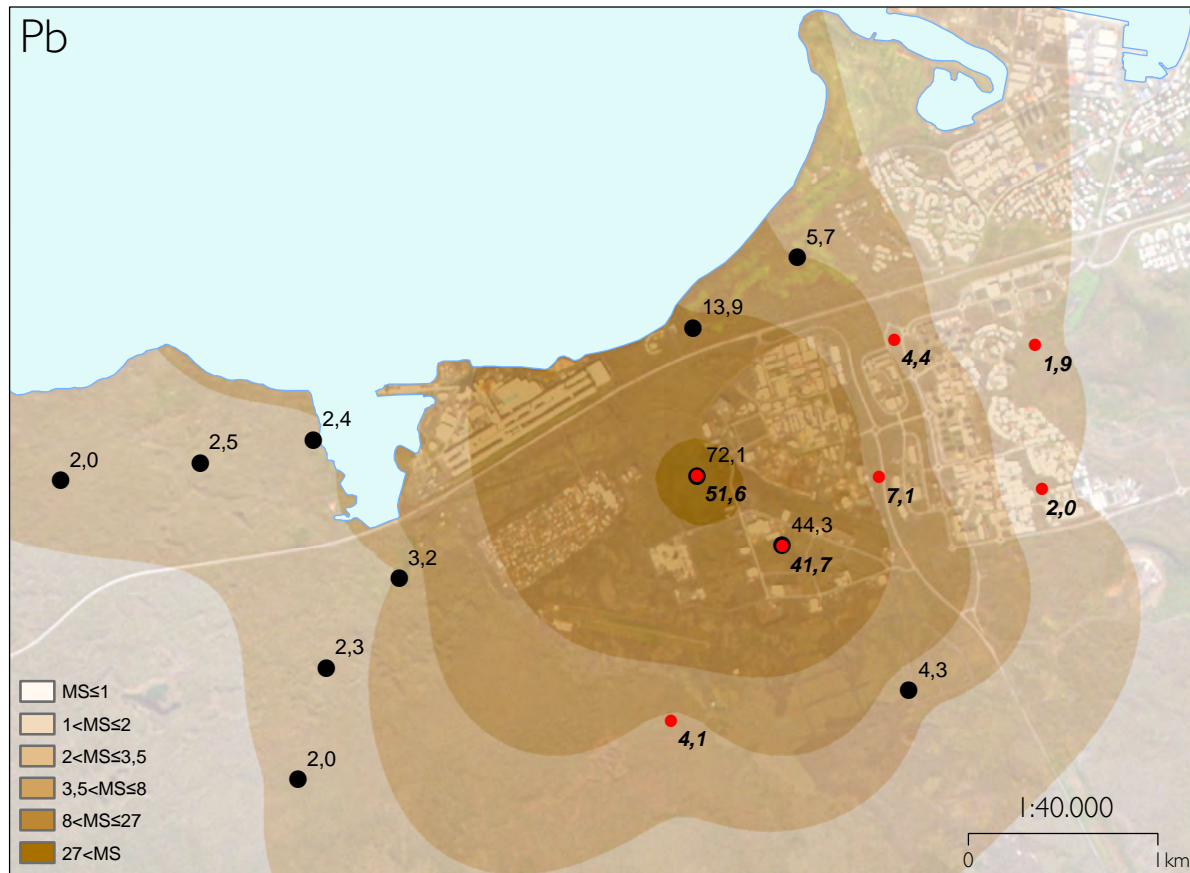 Pb
5,7
13,9
4,4
1,9
2,4
2,5
2,0
72,1
51,6
7,1
2,0
44,3
41,7
3,2
2,3
4,3
4,1
2,0
MS≤1
1<MS≤2
2<MS≤3,5
3,5<MS≤8
8<MS≤27
27<MS
1:40.000
0 1 km